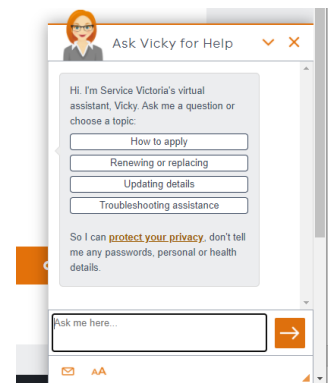 Ask Vicky for Help
Hi. I'm Service Victoria's virtual
assistant, Vicky. Ask me a question or
choose a topic:
How to apply
Renewing or replacing
Updating details
Troubleshooting assistance
So I can protect your privacy, don't tell
me any passwords, personal or health
details.
Ask me here...
AA